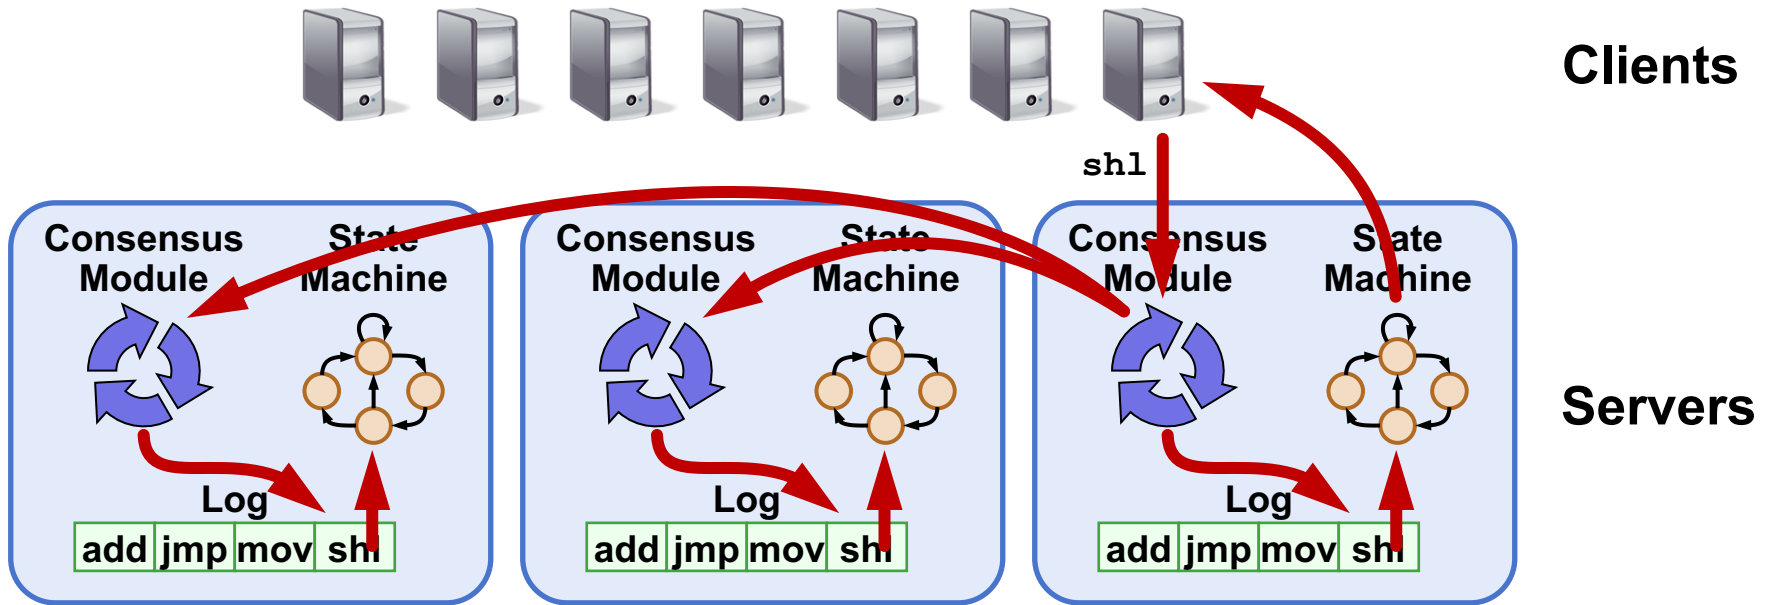 Clients
shl
Consensus
Module
State
Machine
Consensus
Module
State
Machine
Consensus
Module
State
Machine
Servers
Log
add jmp mov shl
Log
add jmp mov shl
Log
add jmp mov shl